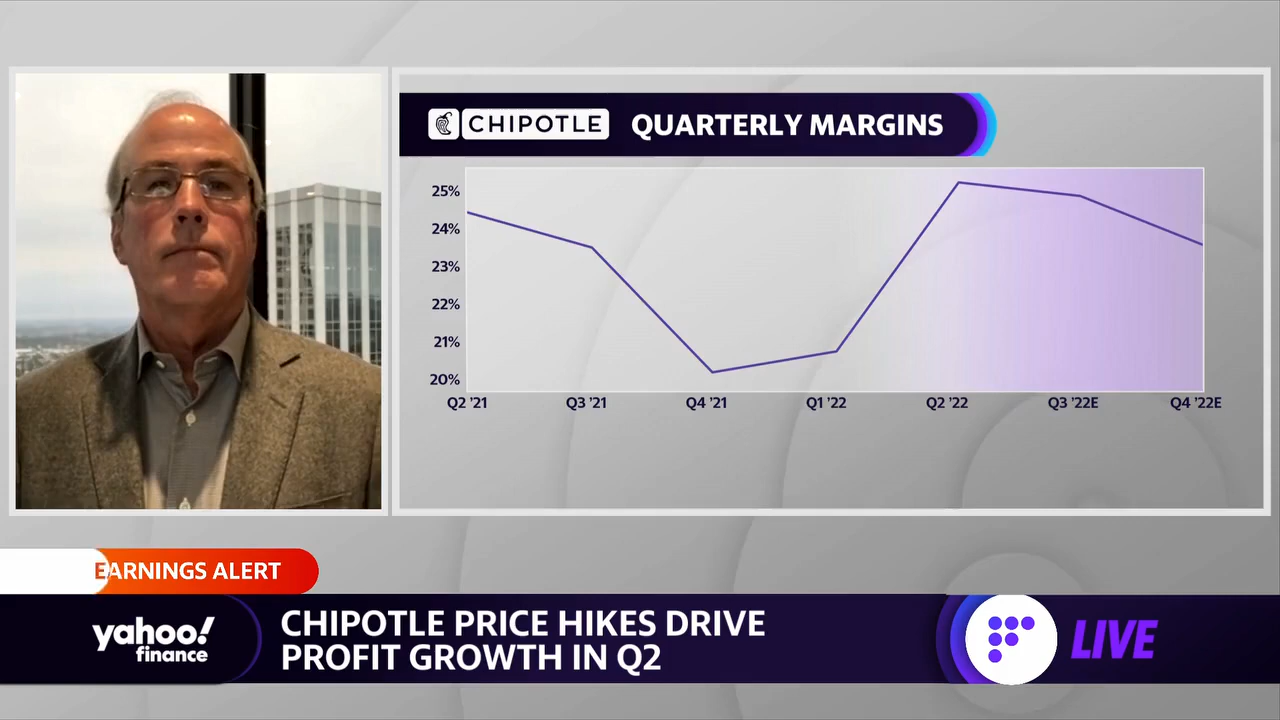 CHIPOTLE QUARTERLY MARGINS
25%
24%
23%
22%
21%
20%
Q2 ’21 Q3 ’21 Q4 ’21 Q1 ’22 Q2 ’22 Q3 ’22E Q4 ’22E
EARNINGS ALERT
yahoo!
finance
CHIPOTLE PRICE HIKES DRIVE
PROFIT GROWTH IN Q2
LIVE